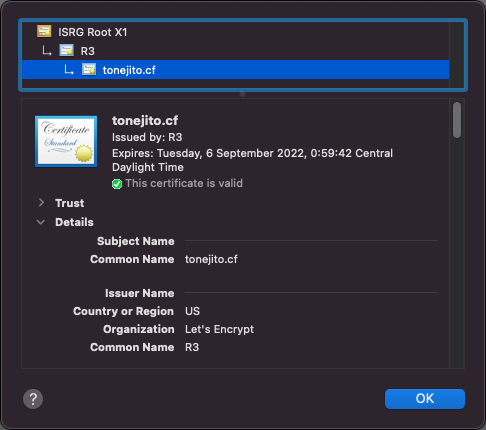 ISRG Root X1
R3
tonejito.cf
Certificate
Standard
tonejito.cf
Issued by: R3
Expires: Tuesday, 6 September 2022, 0:59:42 Central
Daylight Time
This certificate is valid
Trust
Details
Subject Name
Common Name tonejito.cf
Issuer Name
Country or Region US
Organization Let's Encrypt
Common Name R3
? OK